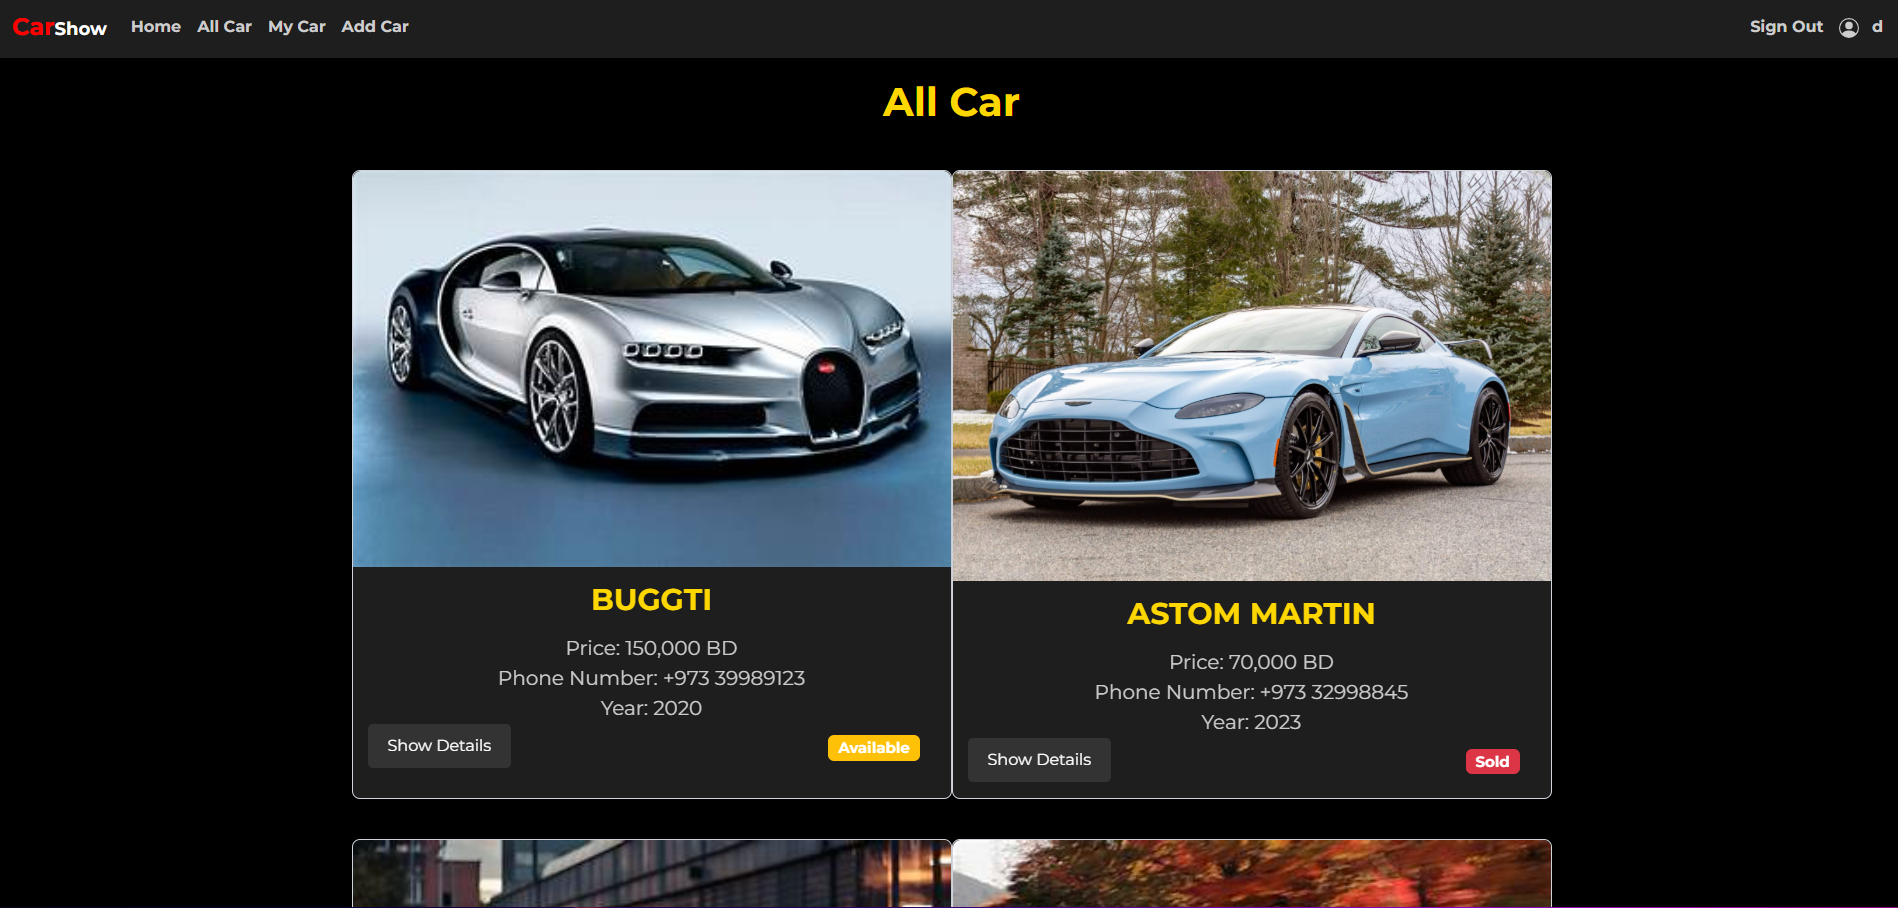 CarShow Home All Car My Car Add Car Sign Out d
All Car
BUGGTI
Price: 150,000 BD
Phone Number: +973 39989123
Year: 2020
Show Details Available
ASTOM MARTIN
Price: 70,000 BD
Phone Number: +973 32998845
Year: 2023
Show Details Sold